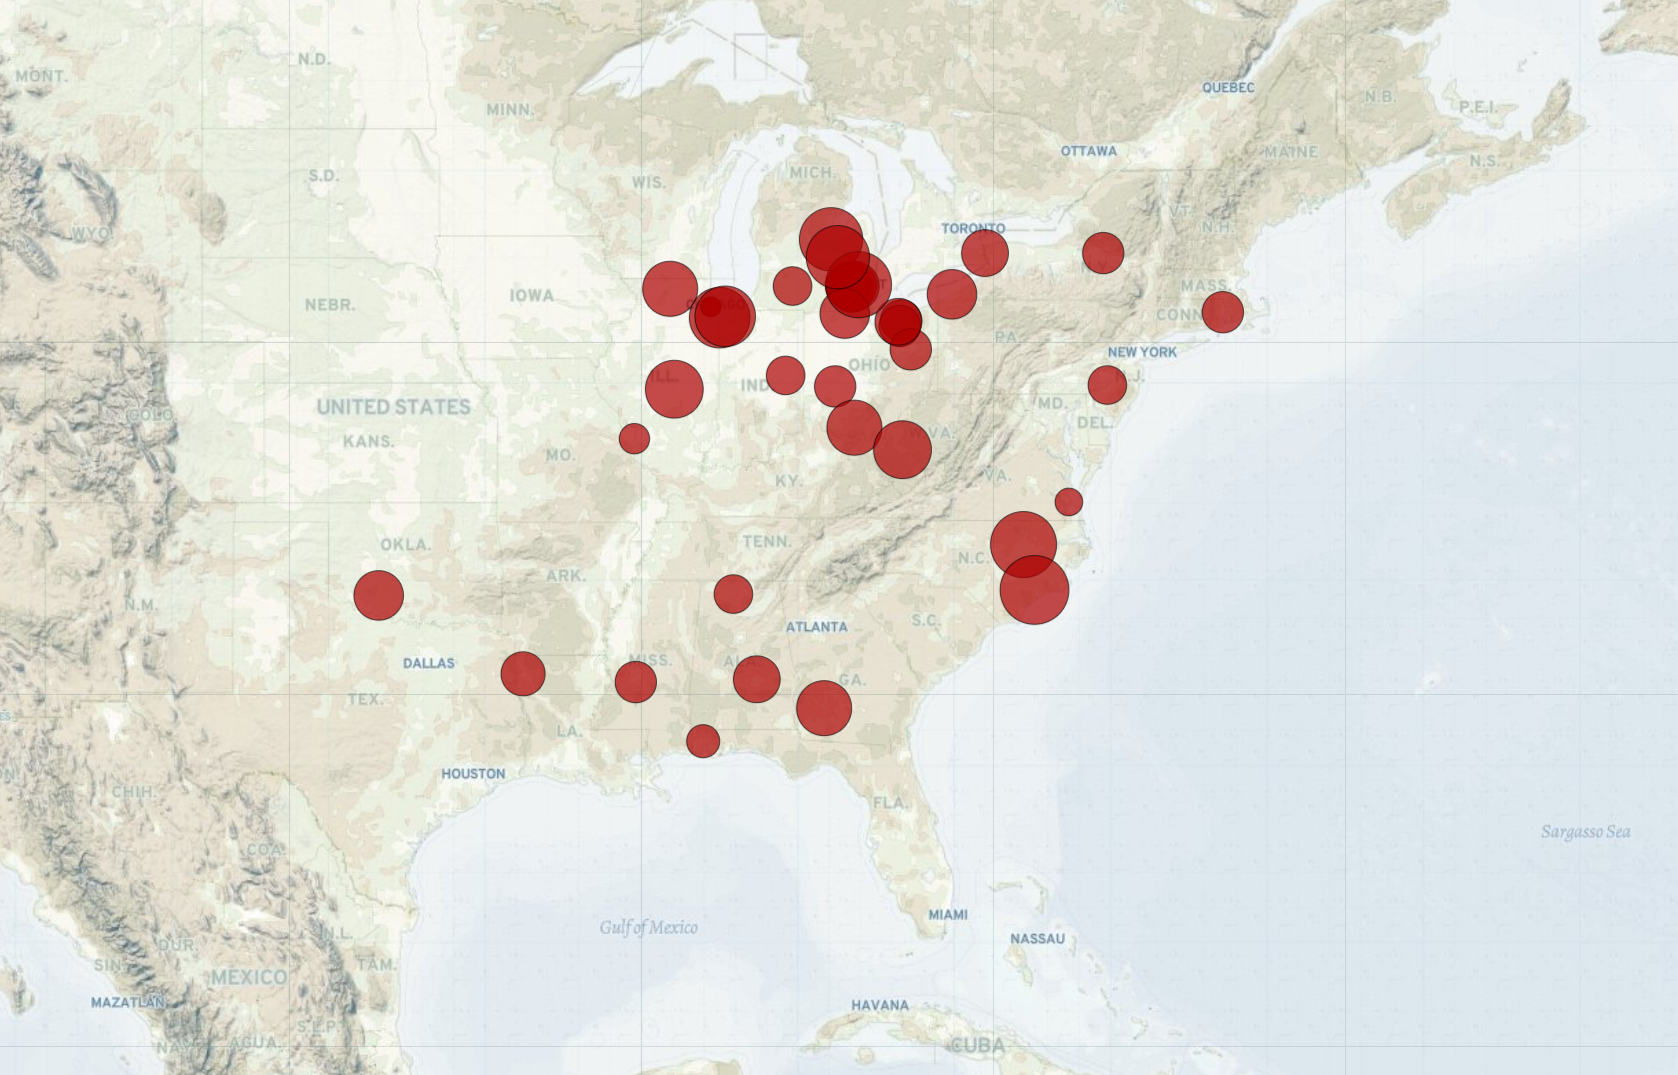 N.D.
MONT.
QUEBEC
MINN.
N.B.
P.E.I.
OTTAWA
MAINE
N.S.
S.D.
MICH.
WIS.
VT.
WYO.
TORONTO
N.H.
N.Y.
MASS.
IOWA
NEBR.
CONN.
PA.
NEW YORK
OHIO
ILL.
IND.
N.J.
UNITED STATES
MD.
COLO.
DEL.
KANS.
W.VA.
MO.
VA.
KY.
TENN.
OKLA.
N.C.
ARK.
N.M.
S.C.
ATLANTA
DALLAS
MISS.
ALA.
GA.
TEX.
LA.
HOUSTON
CHIH.
FLA.
Sargasso Sea
COA.
MIAMI
Gulf of Mexico
N.L.
NASSAU
DUR.
SIN.
TAM.
MEXICO
MAZATLAN
HAVANA
S.L.P.
AGUA.
CUBA